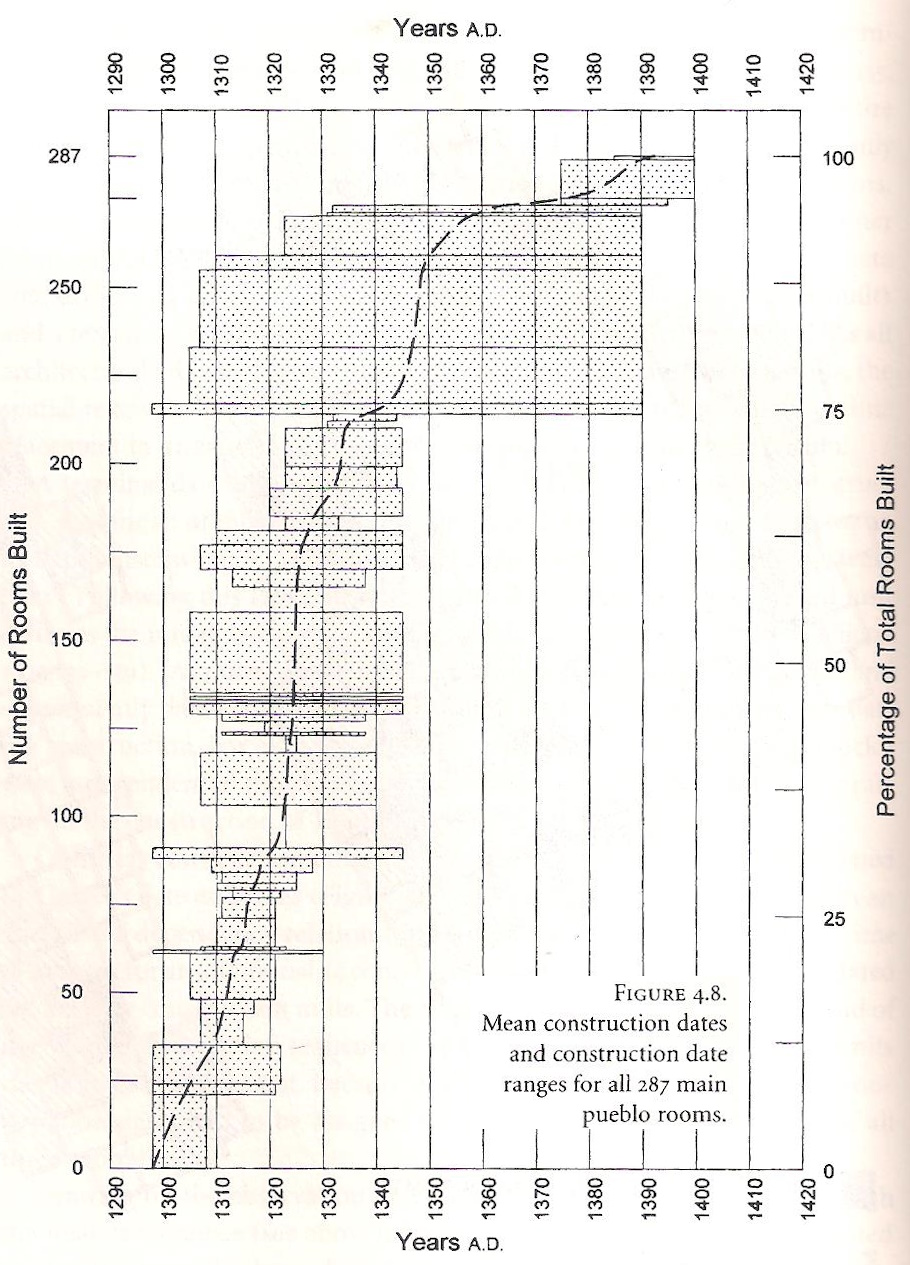 Years A.D.
1290 1300 1310 1320 1330 1340 1350 1360 1370 1380 1390 1400 1410 1420
287
100
250
75
200
Number of Rooms Built
Percentage of Total Rooms Built
150
50
100
25
50
FIGURE 4.8.
Mean construction dates
and construction date
ranges for all 287 main
pueblo rooms.
0
0
1290 1300 1310 1320 1330 1340 1350 1360 1370 1380 1390 1400 1410 1420
Years A.D.